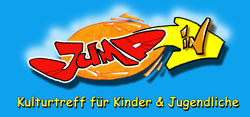 JUMP iN
Kulturtreff für Kinder & Jugendliche